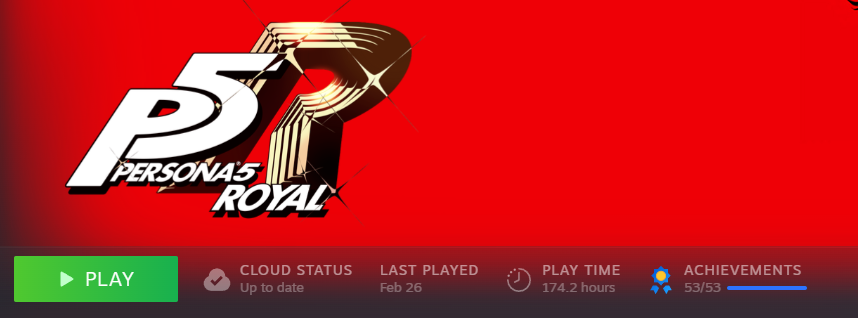 P5R
PERSONA5
ROYAL
PLAY
CLOUD STATUS
Up to date
LAST PLAYED
Feb 26
PLAY TIME
174.2 hours
ACHIEVEMENTS
53/53